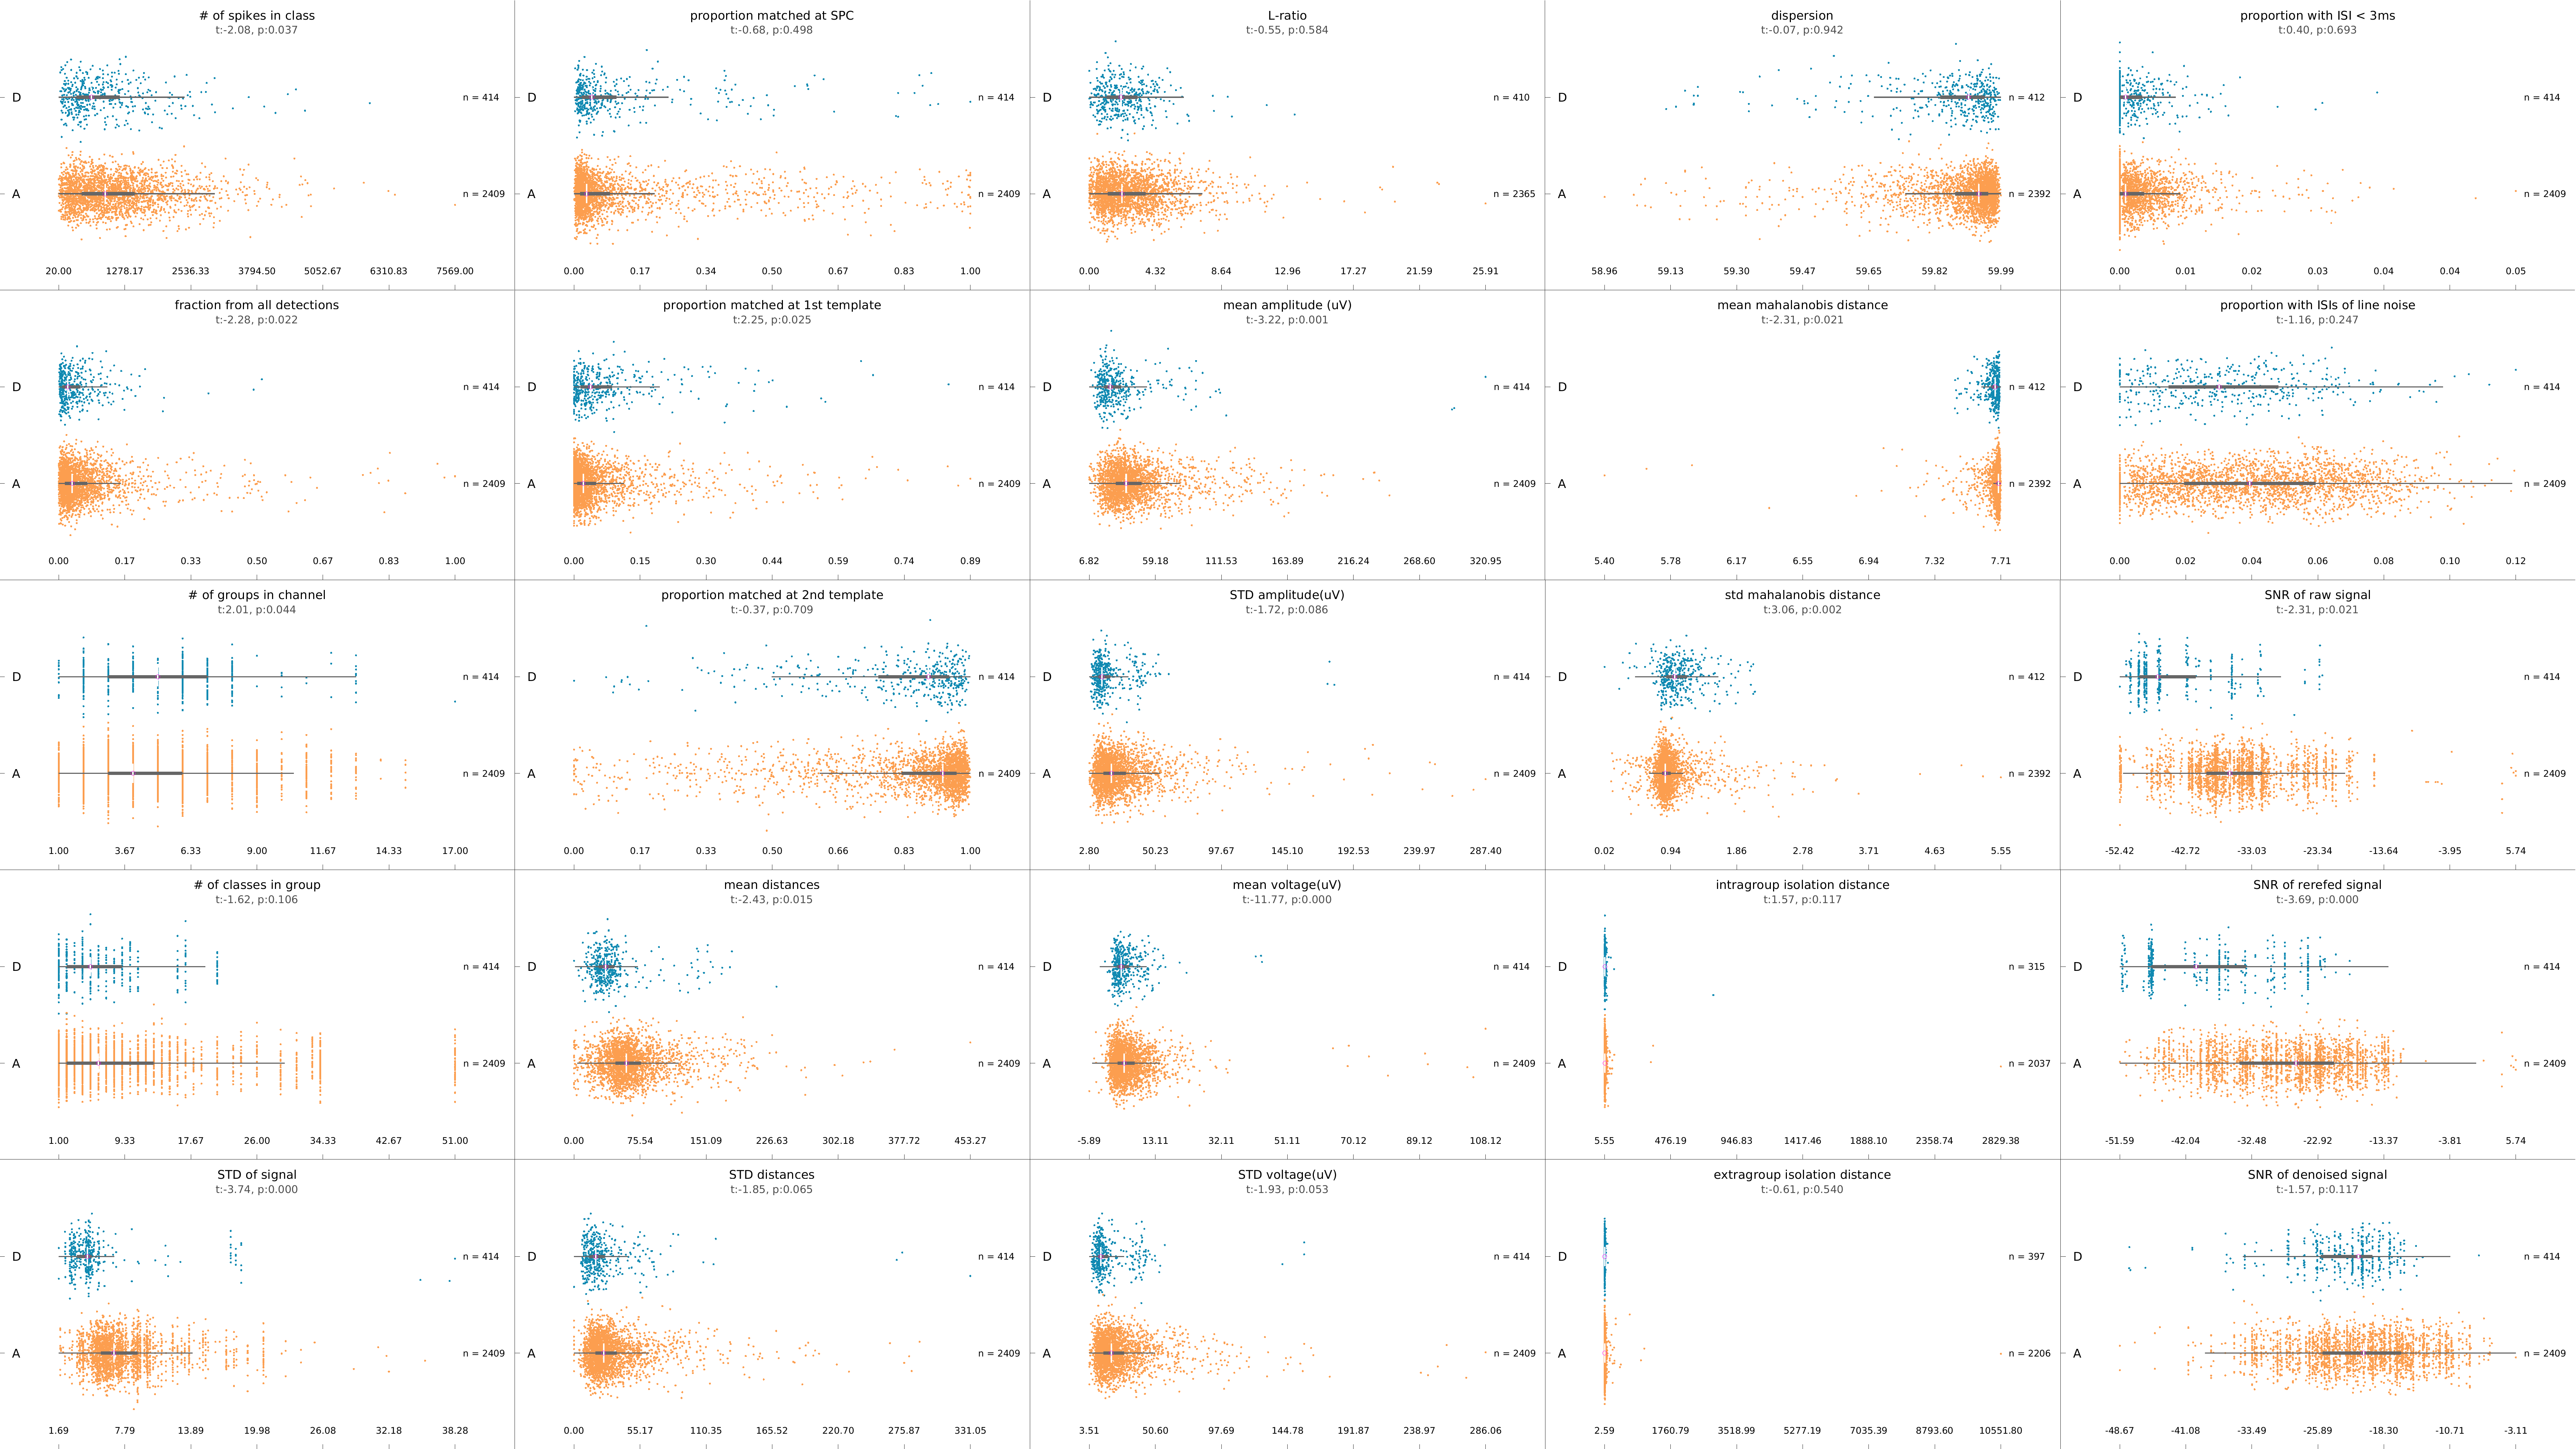 # of spikes in class
t:-2.08, p:0.037
D
n = 414
A
n = 2409
20.00 1278.17 2536.33 3794.50 5052.67 6310.83 7569.00
proportion matched at SPC
t:-0.68, p:0.498
D
n = 414
A
n = 2409
0.00 0.17 0.34 0.50 0.67 0.83 1.00
L-ratio
t:-0.55, p:0.584
D
n = 410
A
n = 2365
0.00 4.32 8.64 12.96 17.27 21.59 25.91
dispersion
t:-0.07, p:0.942
D
n = 412
A
n = 2392
58.96 59.13 59.30 59.47 59.65 59.82 59.99
proportion with ISI < 3ms
t:0.40, p:0.693
D
n = 414
A
n = 2409
0.00 0.01 0.02 0.03 0.04 0.04 0.05
fraction from all detections
t:-2.28, p:0.022
D
n = 414
A
n = 2409
0.00 0.17 0.33 0.50 0.67 0.83 1.00
proportion matched at 1st template
t:2.25, p:0.025
D
n = 414
A
n = 2409
0.00 0.15 0.30 0.44 0.59 0.74 0.89
mean amplitude (uV)
t:-3.22, p:0.001
D
n = 414
A
n = 2409
6.82 59.18 111.53 163.89 216.24 268.60 320.95
mean mahalanobis distance
t:-2.31, p:0.021
D
n = 412
A
n = 2392
5.40 5.78 6.17 6.55 6.94 7.32 7.71
proportion with ISIs of line noise
t:-1.16, p:0.247
D
n = 414
A
n = 2409
0.00 0.02 0.04 0.06 0.08 0.10 0.12
# of groups in channel
t:2.01, p:0.044
D
n = 414
A
n = 2409
1.00 3.67 6.33 9.00 11.67 14.33 17.00
proportion matched at 2nd template
t:-0.37, p:0.709
D
n = 414
A
n = 2409
0.00 0.17 0.33 0.50 0.66 0.83 1.00
STD amplitude(uV)
t:-1.72, p:0.086
D
n = 414
A
n = 2409
2.80 50.23 97.67 145.10 192.53 239.97 287.40
std mahalanobis distance
t:3.06, p:0.002
D
n = 412
A
n = 2392
0.02 0.94 1.86 2.78 3.71 4.63 5.55
SNR of raw signal
t:-2.31, p:0.021
D
n = 414
A
n = 2409
-52.42 -42.72 -33.03 -23.34 -13.64 -3.95 5.74
# of classes in group
t:-1.62, p:0.106
D
n = 414
A
n = 2409
1.00 9.33 17.67 26.00 34.33 42.67 51.00
mean distances
t:-2.43, p:0.015
D
n = 414
A
n = 2409
0.00 75.54 151.09 226.63 302.18 377.72 453.27
mean voltage(uV)
t:-11.77, p:0.000
D
n = 414
A
n = 2409
-5.89 13.11 32.11 51.11 70.12 89.12 108.12
intragroup isolation distance
t:1.57, p:0.117
D
n = 315
A
n = 2037
5.55 476.19 946.83 1417.46 1888.10 2358.74 2829.38
SNR of rerefed signal
t:-3.69, p:0.000
D
n = 414
A
n = 2409
-51.59 -42.04 -32.48 -22.92 -13.37 -3.81 5.74
STD of signal
t:-3.74, p:0.000
D
n = 414
A
n = 2409
1.69 7.79 13.89 19.98 26.08 32.18 38.28
STD distances
t:-1.85, p:0.065
D
n = 414
A
n = 2409
0.00 55.17 110.35 165.52 220.70 275.87 331.05
STD voltage(uV)
t:-1.93, p:0.053
D
n = 414
A
n = 2409
3.51 50.60 97.69 144.78 191.87 238.97 286.06
extragroup isolation distance
t:-0.61, p:0.540
D
n = 397
A
n = 2206
2.59 1760.79 3518.99 5277.19 7035.39 8793.60 10551.80
SNR of denoised signal
t:-1.57, p:0.117
D
n = 414
A
n = 2409
-48.67 -41.08 -33.49 -25.89 -18.30 -10.71 -3.11